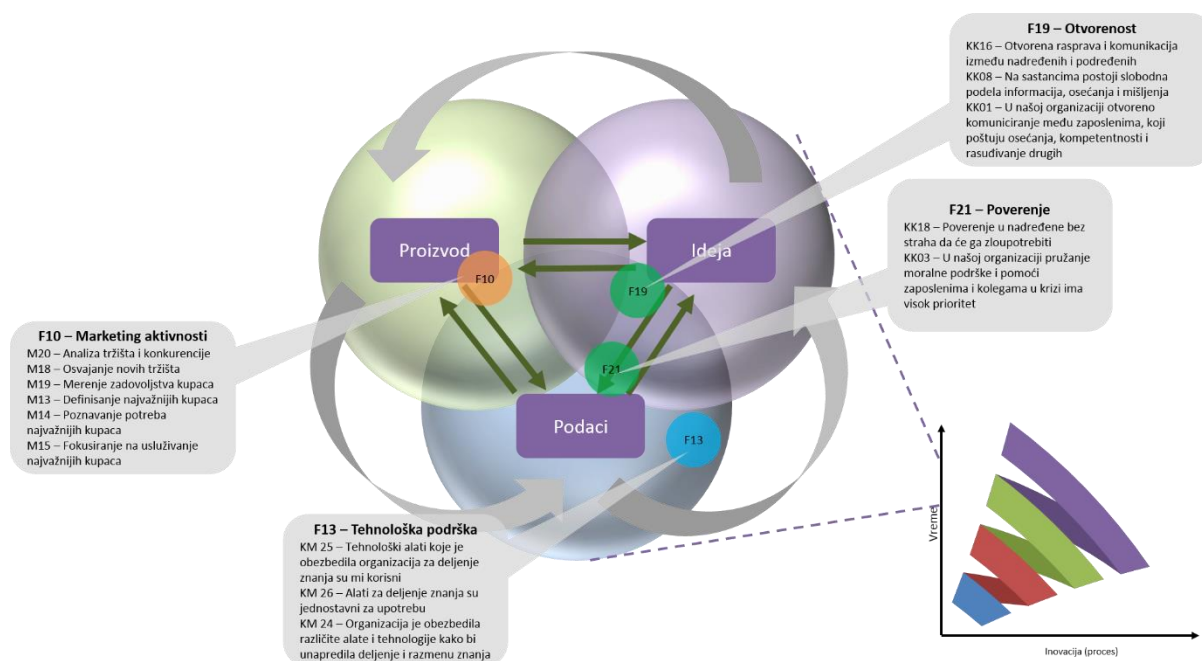 F19 – Otvorenost
KK16 – Otvorena rasprava i komunikacija
između nadređenih i podređenih
KK08 – Na sastancima postoji slobodna
podela informacija, osećanja i mišljenja
KK01 – U našoj organizaciji otvoreno
komuniciranje među zaposlenima, koji
poštuju osećanja, kompetentnosti i
rasuđivanje drugih
F21 – Poverenje
KK18 – Poverenje u nadređene bez
straha da će ga zloupotrebiti
KK03 – U našoj organizaciji pružanje
moralne podrške i pomoći
zaposlenima i kolegama u krizi ima
visok prioritet
Proizvod
Ideja
F10
F19
F21
Podaci
F13
F10 – Marketing aktivnosti
M20 – Analiza tržišta i konkurencije
M18 – Osvajanje novih tržišta
M19 – Merenje zadovoljstva kupaca
M13 – Definisanje najvažnijih kupaca
M14 – Poznavanje potreba
najvažnijih kupaca
M15 – Fokusiranje na usluživanje
najvažnijih kupaca
F13 – Tehnološka podrška
KM 25 – Tehnološki alati koje je
obezbedila organizacija za deljenje
znanja su mi korisni
KM 26 – Alati za deljenje znanja su
jednostavni za upotrebu
KM 24 – Organizacija je obezbedila
različite alate i tehnologije kako bi
unapredila deljenje i razmenu znanja
Vreme
Inovacija (proces)